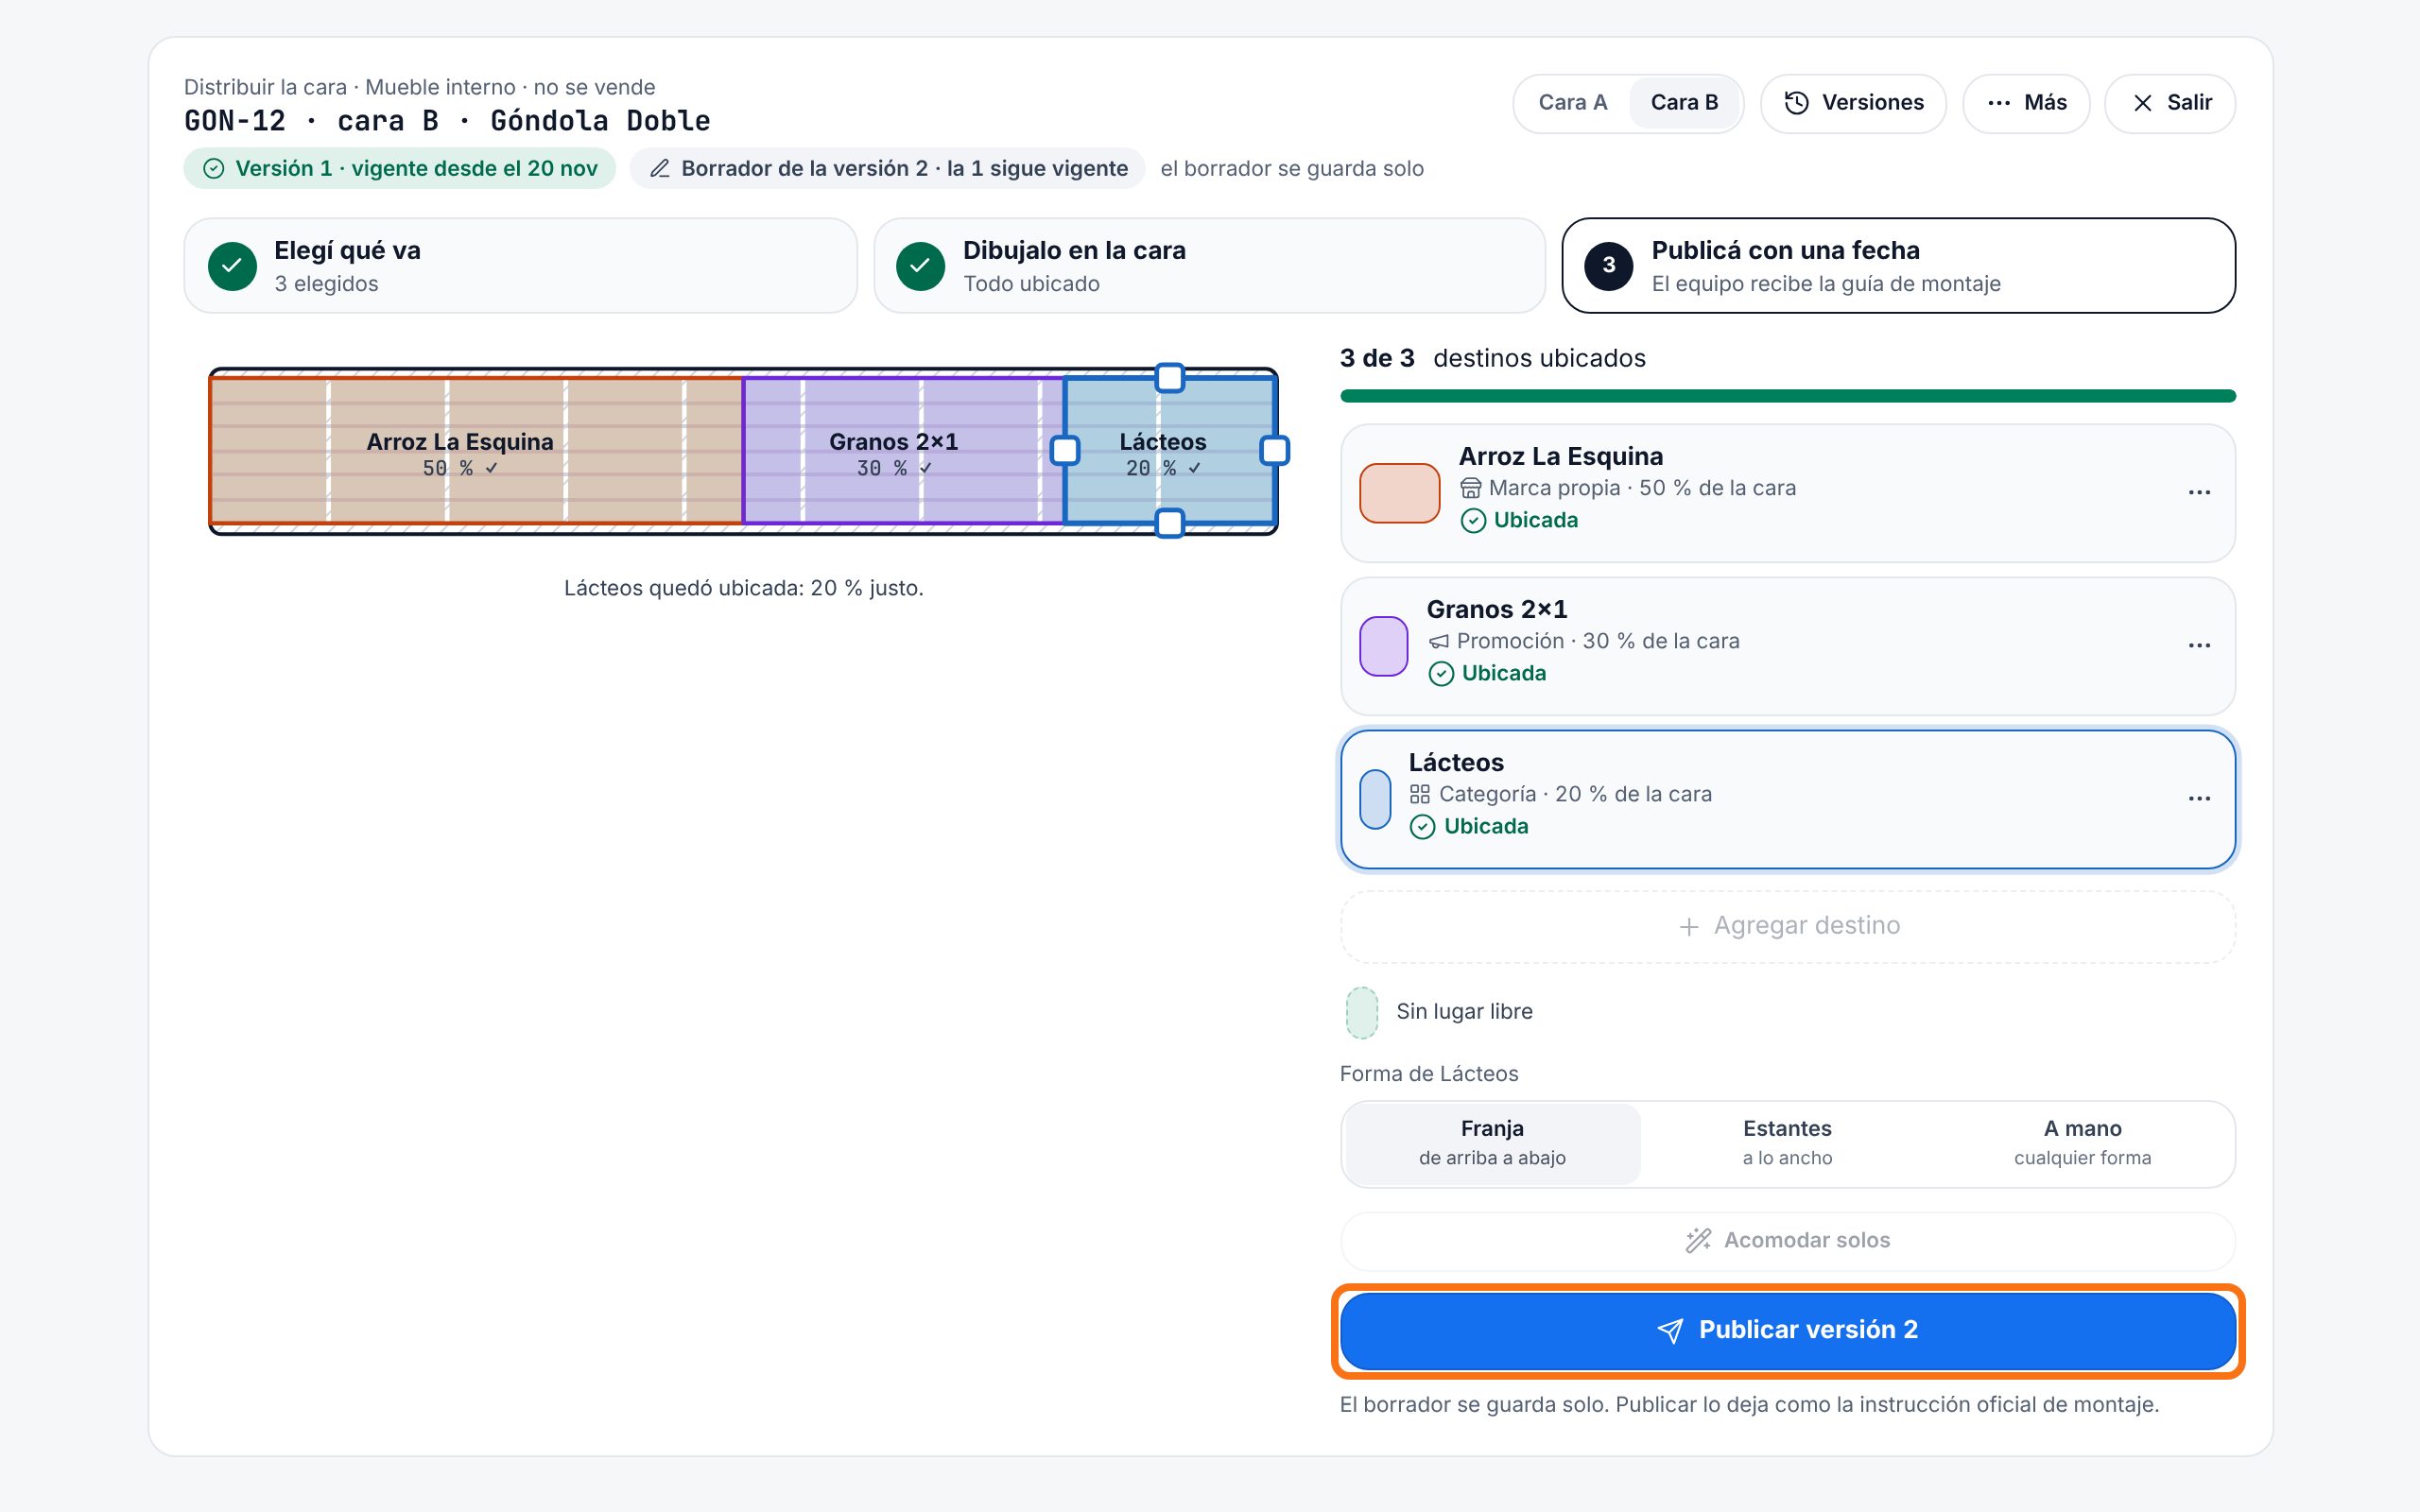 Distribuir la cara · Mueble interno · no se vende
GON-12 · cara B · Góndola Doble
Cara A
Cara B
Versiones
Más
Salir
Versión 1 · vigente desde el 20 nov
Borrador de la versión 2 · la 1 sigue vigente
el borrador se guarda solo
Elegí qué va
3 elegidos
Dibujalo en la cara
Todo ubicado
3
Publicá con una fecha
El equipo recibe la guía de montaje
Arroz La Esquina
50 % ✓
Granos 2×1
30 % ✓
Lácteos
20 % ✓
Lácteos quedó ubicada: 20 % justo.
3 de 3 destinos ubicados
Arroz La Esquina
Marca propia · 50 % de la cara
Ubicada
Granos 2×1
Promoción · 30 % de la cara
Ubicada
Lácteos
Categoría · 20 % de la cara
Ubicada
+ Agregar destino
Sin lugar libre
Forma de Lácteos
Franja
de arriba a abajo
Estantes
a lo ancho
A mano
cualquier forma
Acomodar solos
Publicar versión 2
El borrador se guarda solo. Publicar lo deja como la instrucción oficial de montaje.